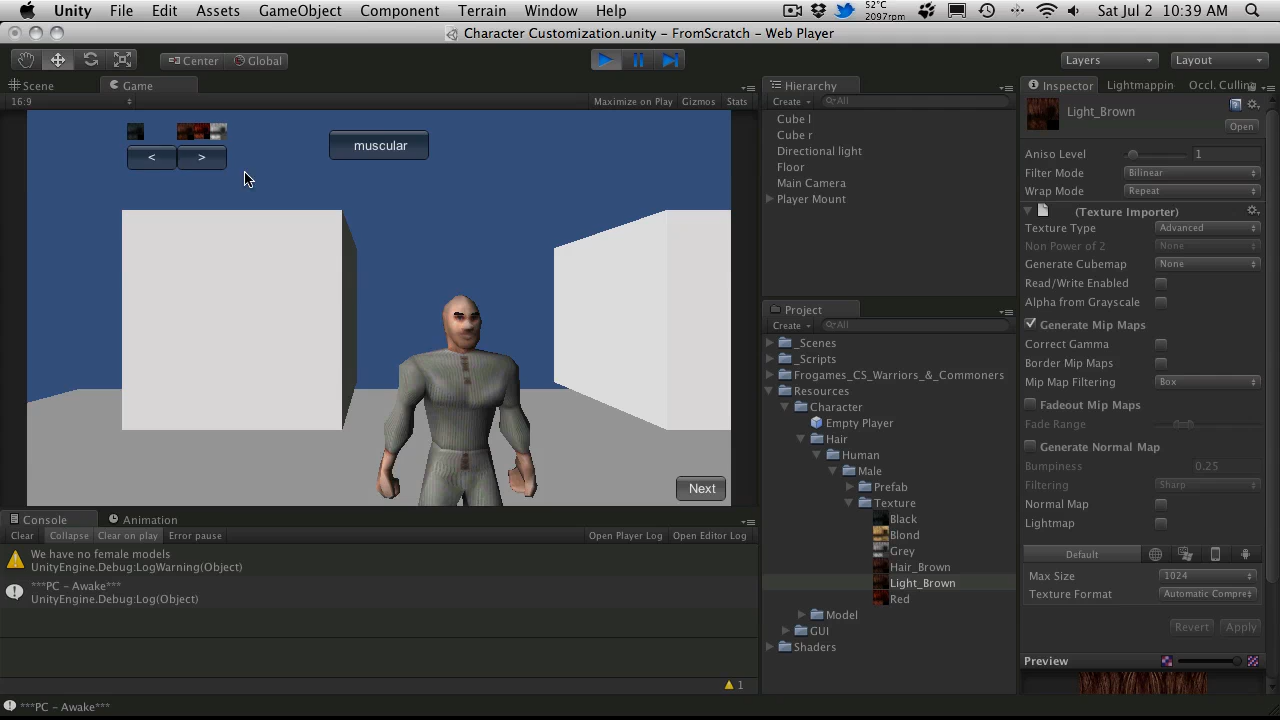 Unity File Edit Assets GameObject Component Terrain Window Help 52°C 2097rpm Sat Jul 2 10:39 AM
Character Customization.unity – FromScratch – Web Player
Center Global Layers Layout
Scene Game
16:9 Maximize on Play Gizmos Stats
muscular
< >
Next
Console Animation
Clear Collapse Clear on play Error pause Open Player Log Open Editor Log
We have no female models
UnityEngine.Debug:LogWarning(Object)
***PC – Awake***
UnityEngine.Debug:Log(Object)
1
***PC – Awake***
Hierarchy
Create All
Cube l
Cube r
Directional light
Floor
Main Camera
Player Mount
Project
Create All
_Scenes
_Scripts
Frogames_CS_Warriors_&_Commoners
Resources
Character
Empty Player
Hair
Human
Male
Prefab
Texture
Black
Blond
Grey
Hair_Brown
Light_Brown
Red
Model
GUI
Shaders
Inspector Lightmappin Occl. Culling
Light_Brown
Open
Aniso Level 1
Filter Mode Bilinear
Wrap Mode Repeat
(Texture Importer)
Texture Type Advanced
Non Power of 2 None
Generate Cubemap None
Read/Write Enabled
Alpha from Grayscale
Generate Mip Maps
Correct Gamma
Border Mip Maps
Mip Map Filtering Box
Fadeout Mip Maps
Fade Range
Generate Normal Map
Bumpiness 0.25
Filtering Sharp
Normal Map
Lightmap
Default
Max Size 1024
Texture Format Automatic Compre
Revert Apply
Preview